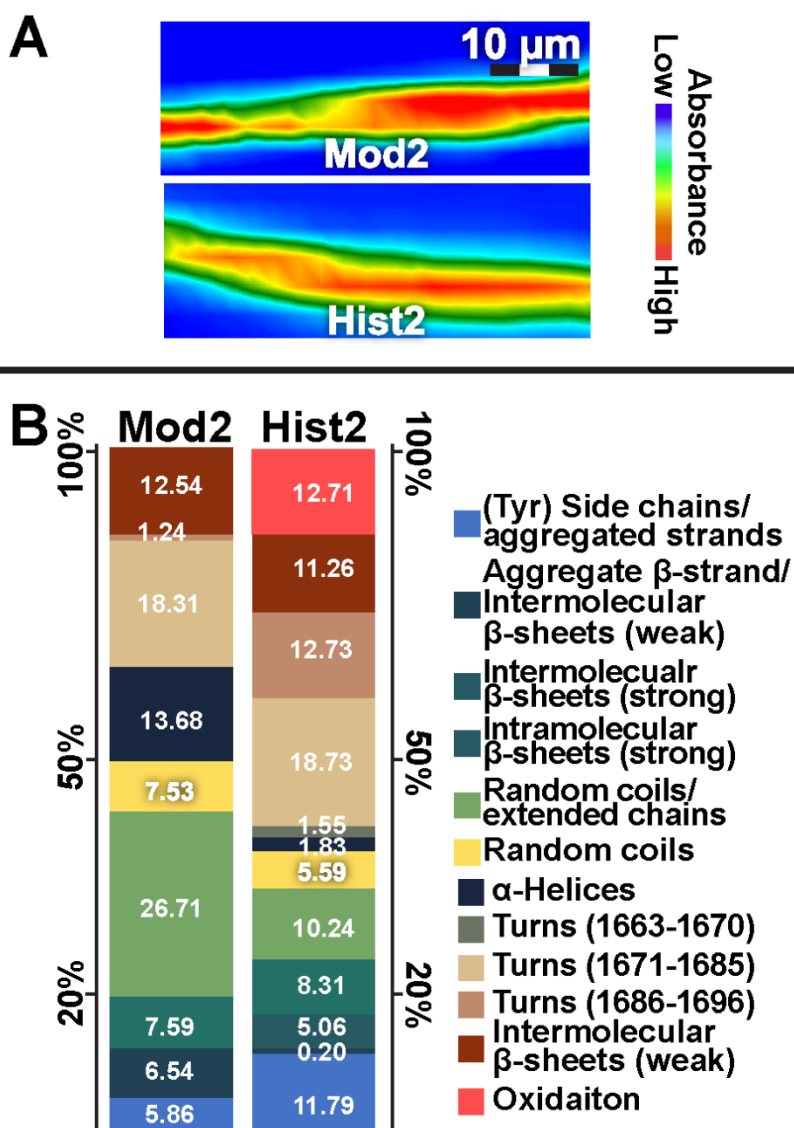 A
10 µm
Mod2
Hist2
Low
Absorbance
High
B
Mod2
Hist2
100%
50%
20%
12.54
1.24
18.31
13.68
7.53
26.71
7.59
6.54
5.86
12.71
11.26
12.73
18.73
1.55
1.83
5.59
10.24
8.31
5.06
0.20
11.79
100%
50%
20%
(Tyr) Side chains/
aggregated strands
Aggregate β-strand/
Intermolecular
β-sheets (weak)
Intermolecualr
β-sheets (strong)
Intramolecular
β-sheets (strong)
Random coils/
extended chains
Random coils
α-Helices
Turns (1663-1670)
Turns (1671-1685)
Turns (1686-1696)
Intermolecular
β-sheets (weak)
Oxidaiton